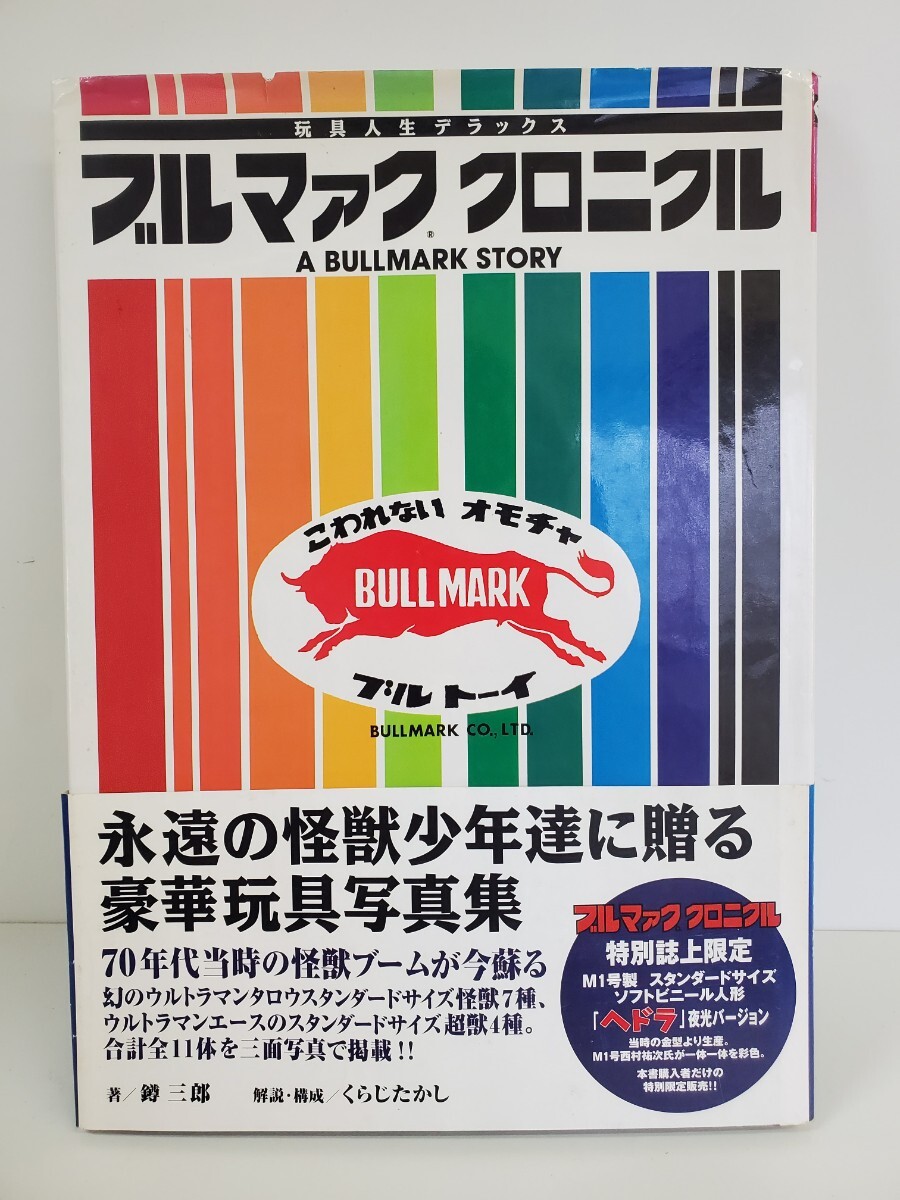 玩具人生デラックス
ブルマァク クロニクル
®
A BULLMARK STORY
こわれない オモチャ
BULLMARK
ブル トーイ
BULLMARK CO., LTD.
永遠の怪獣少年達に贈る
豪華玩具写真集
70年代当時の怪獣ブームが今蘇る
幻のウルトラマンタロウスタンダードサイズ怪獣7種、
ウルトラマンエースのスタンダードサイズ超獣4種。
合計全11体を三面写真で掲載!!
著／鐏 三郎 解説・構成／くらじたかし
ブルマァク クロニクル
特別誌上限定
M1号製 スタンダードサイズ
ソフトビニール人形
「ヘドラ」夜光バージョン
当時の金型より生産。
M1号西村祐次氏が一体一体を彩色。
本書購入者だけの
特別限定販売!!